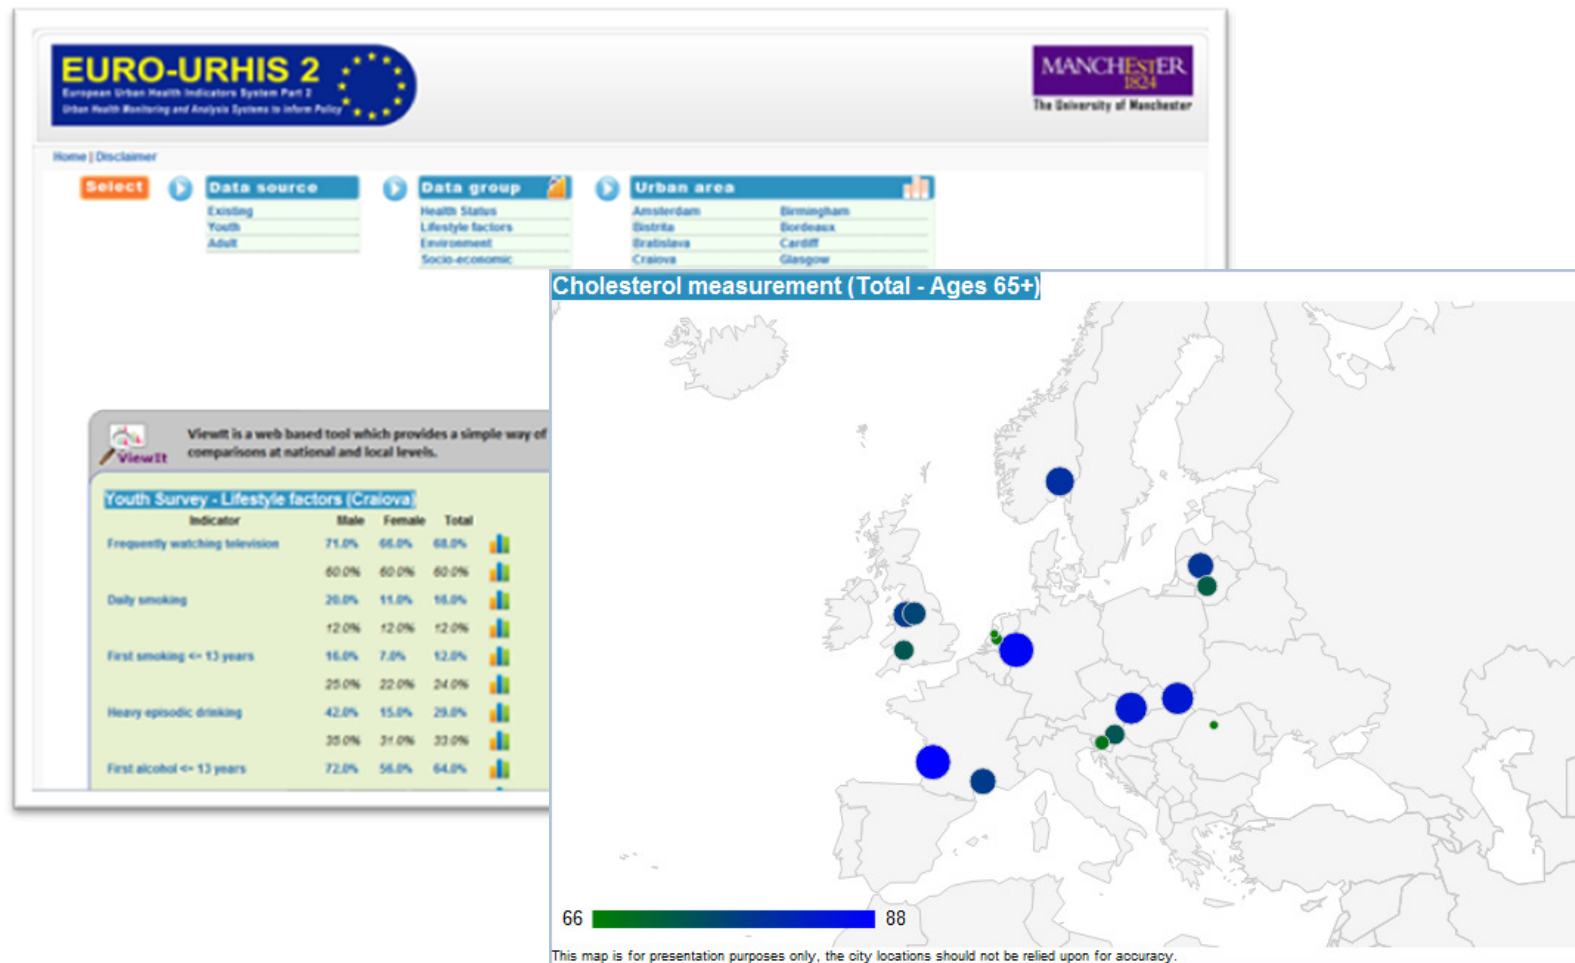 EURO-URHIS 2
European Urban Health Indicators System Part 2
Urban Health Monitoring and Analysis Systems to Inform Policy
MANCHESTER
1824
The University of Manchester
Home | Disclaimer
Select
Data source
Existing
Youth
Adult
Data group
Health Status
Lifestyle factors
Environment
Socio-economic
Urban area
Amsterdam Birmingham
Bistrita Bordeaux
Bratislava Cardiff
Craiova Glasgow
ViewIt
ViewIt is a web based tool which provides a simple way of
comparisons at national and local levels.
Youth Survey - Lifestyle factors (Craiova)
Indicator Male Female Total
Frequently watching television 71.0% 66.0% 68.0%
60.0% 60.0% 60.0%
Daily smoking 20.0% 11.0% 16.0%
12.0% 12.0% 12.0%
First smoking <= 13 years 16.0% 7.0% 12.0%
25.0% 22.0% 24.0%
Heavy episodic drinking 42.0% 15.0% 29.0%
35.0% 31.0% 33.0%
First alcohol <= 13 years 72.0% 56.0% 64.0%
Cholesterol measurement (Total - Ages 65+)
66 88
This map is for presentation purposes only, the city locations should not be relied upon for accuracy.